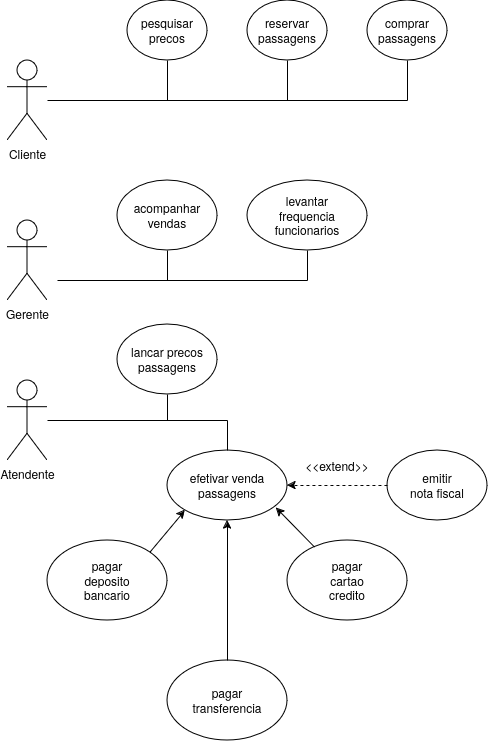 pesquisar
precos
reservar
passagens
comprar
passagens
Cliente
acompanhar
vendas
levantar
frequencia
funcionarios
Gerente
lancar precos
passagens
Atendente
efetivar venda
passagens
<<extend>>
emitir
nota fiscal
pagar
deposito
bancario
pagar
cartao
credito
pagar
transferencia